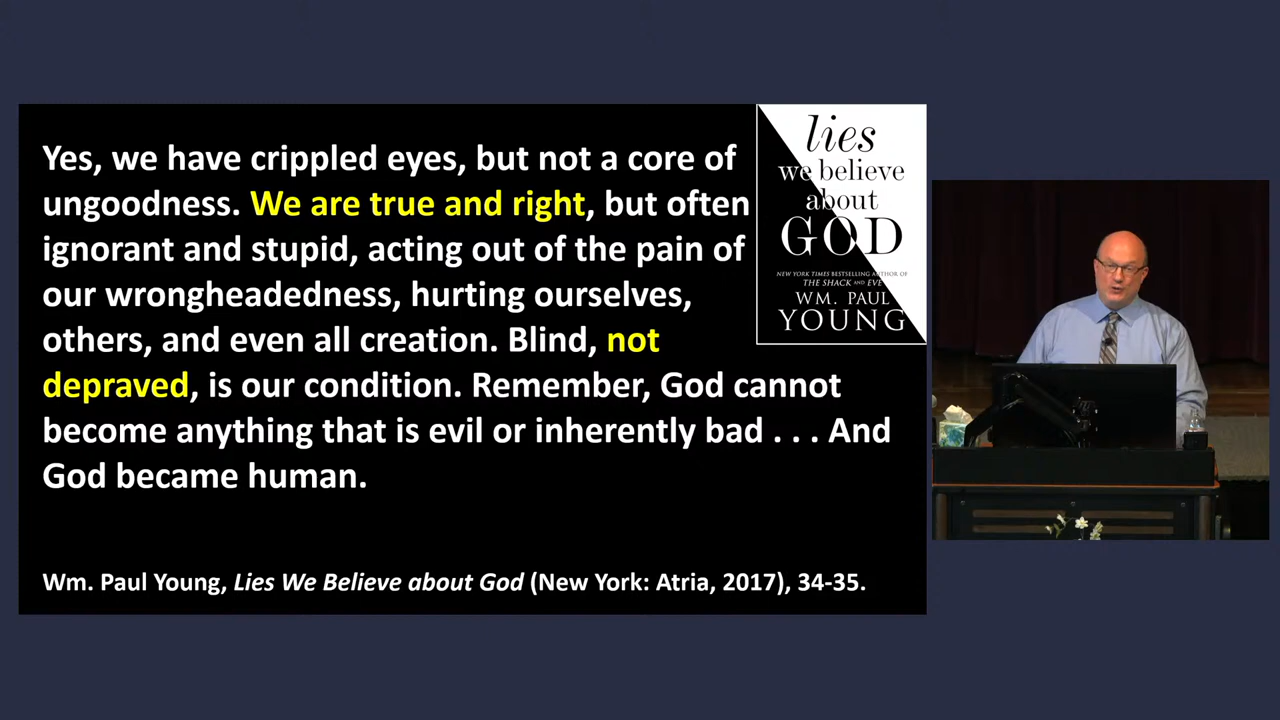 Yes, we have crippled eyes, but not a core of
ungoodness. We are true and right, but often
ignorant and stupid, acting out of the pain of
our wrongheadedness, hurting ourselves,
others, and even all creation. Blind, not
depraved, is our condition. Remember, God cannot
become anything that is evil or inherently bad . . . And
God became human.
Wm. Paul Young, Lies We Believe about God (New York: Atria, 2017), 34-35.
lies
we believe
about
GOD
NEW YORK TIMES BESTSELLING AUTHOR OF
THE SHACK AND EVE
WM. PAUL
YOUNG